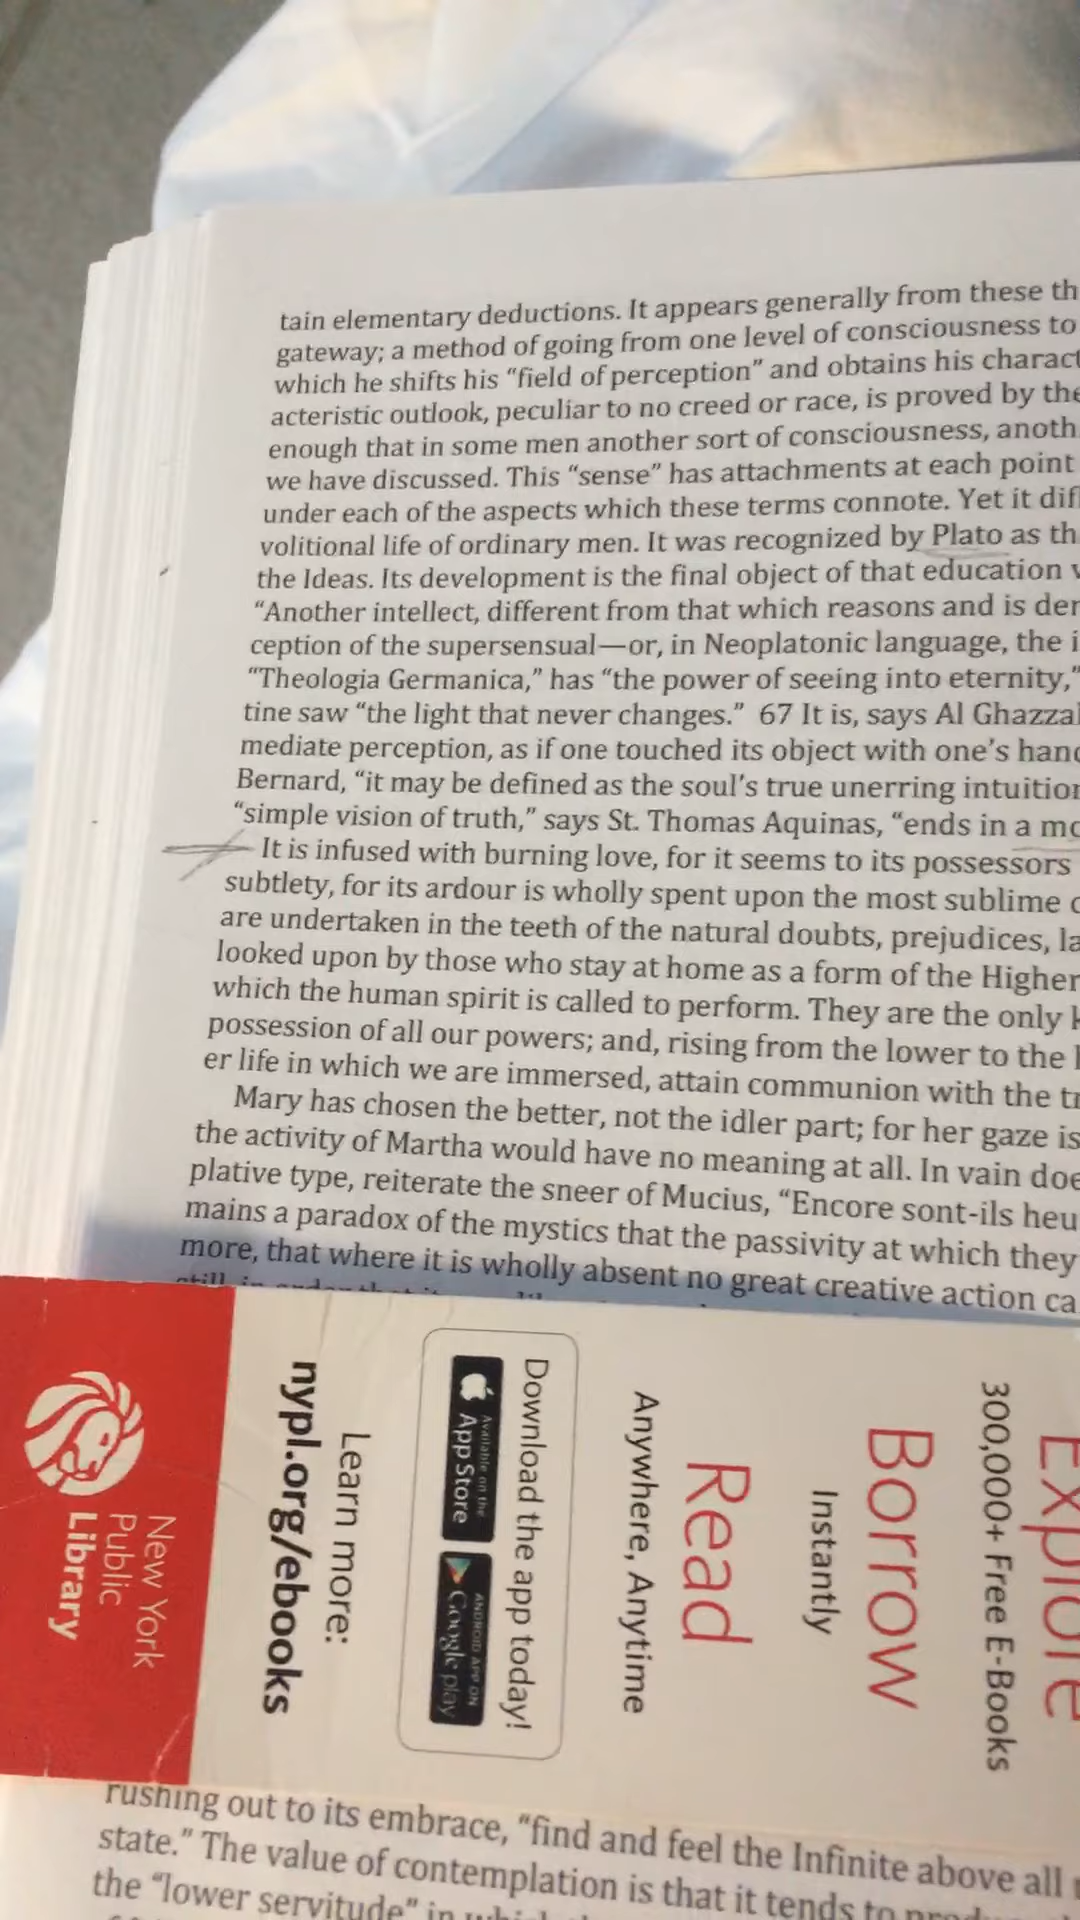 tain elementary deductions. It appears generally from these th
gateway; a method of going from one level of consciousness to
which he shifts his “field of perception” and obtains his charact
acteristic outlook, peculiar to no creed or race, is proved by the
enough that in some men another sort of consciousness, anoth
we have discussed. This “sense” has attachments at each point
under each of the aspects which these terms connote. Yet it dif
volitional life of ordinary men. It was recognized by Plato as th
the Ideas. Its development is the final object of that education
“Another intellect, different from that which reasons and is der
ception of the supersensual—or, in Neoplatonic language, the i
“Theologia Germanica,” has “the power of seeing into eternity,”
tine saw “the light that never changes.” 67 It is, says Al Ghazzal
mediate perception, as if one touched its object with one’s hand
Bernard, “it may be defined as the soul’s true unerring intuition
“simple vision of truth,” says St. Thomas Aquinas, “ends in a mo
It is infused with burning love, for it seems to its possessors
subtlety, for its ardour is wholly spent upon the most sublime
are undertaken in the teeth of the natural doubts, prejudices, la
looked upon by those who stay at home as a form of the Higher
which the human spirit is called to perform. They are the only
possession of all our powers; and, rising from the lower to the
er life in which we are immersed, attain communion with the tr
Mary has chosen the better, not the idler part; for her gaze is
the activity of Martha would have no meaning at all. In vain doe
plative type, reiterate the sneer of Mucius, “Encore sont-ils heu
mains a paradox of the mystics that the passivity at which they
more, that where it is wholly absent no great creative action ca
still in order that it
Explore
300,000+ Free E-Books
Borrow
Instantly
Read
Anywhere, Anytime
Download the app today!
Available on the
App Store
ANDROID APP ON
Google play
Learn more:
nypl.org/ebooks
New York
Public
Library
rushing out to its embrace, “find and feel the Infinite above all
state.” The value of contemplation is that it tends to
the “lower servitude” in